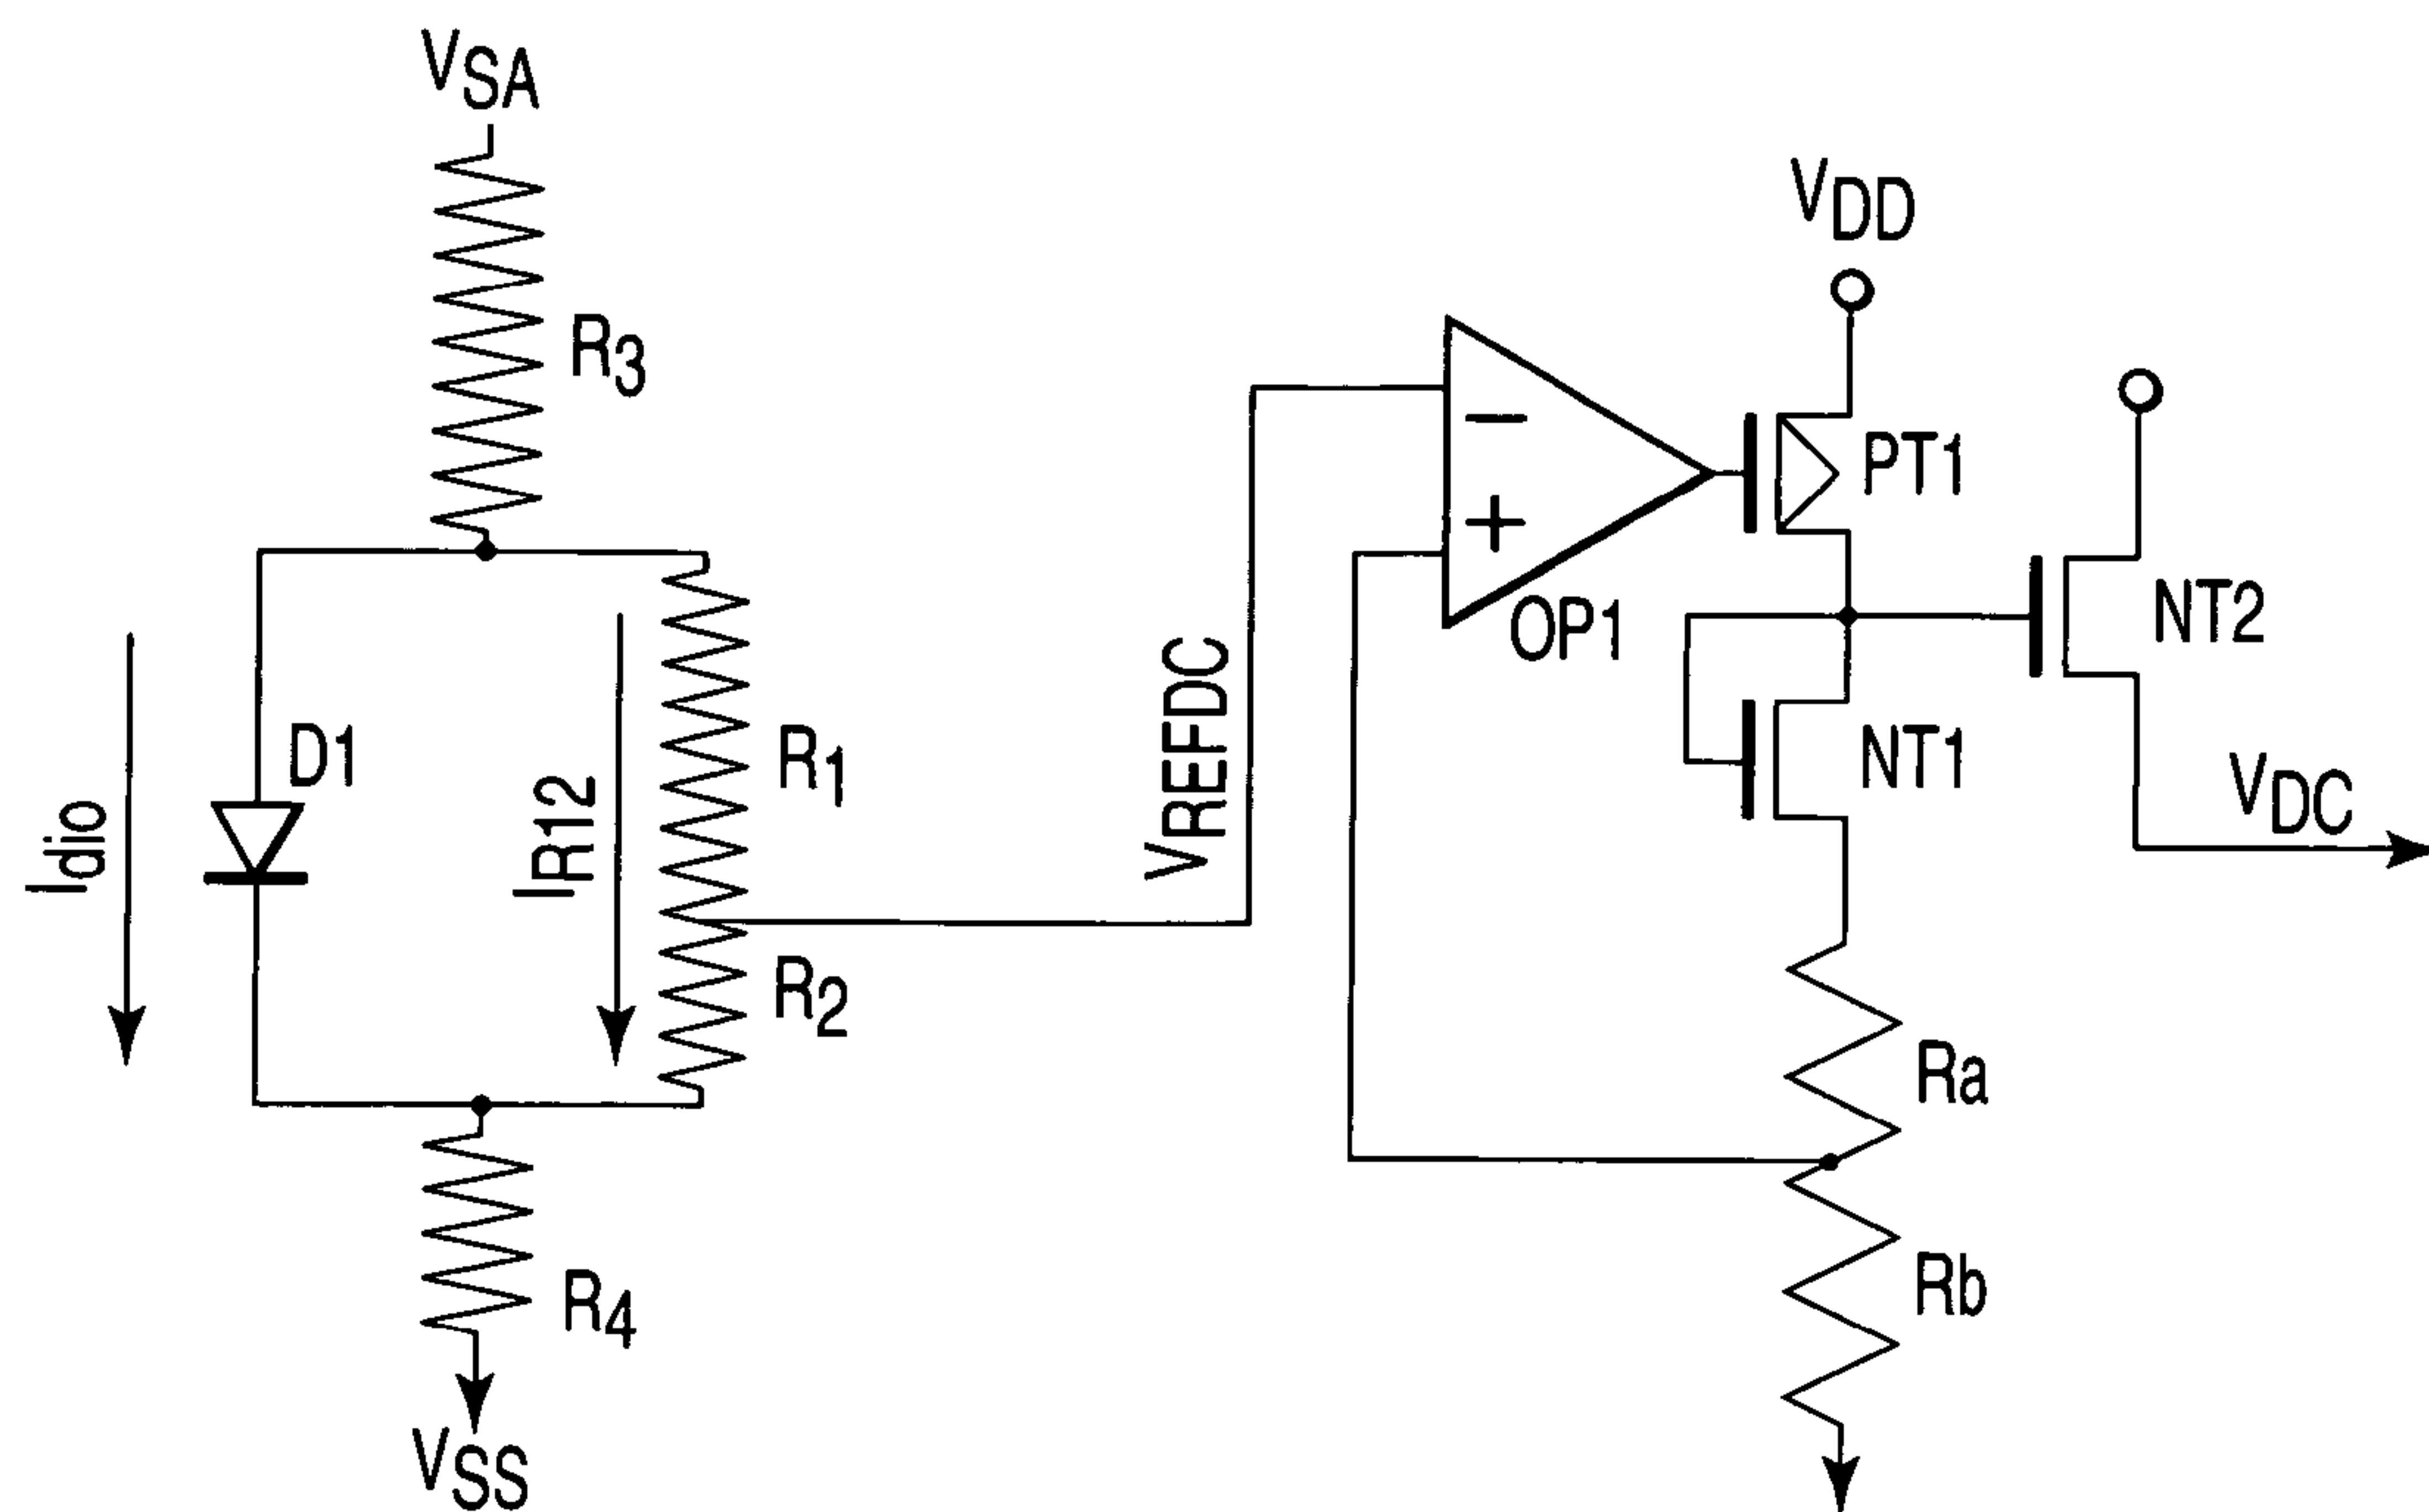 VSA
R3
VDD
PT1
NT2
OP1
−
+
D1
R1
NT1
Idio
IR12
VREFDC
VDC
R2
Ra
R4
Rb
VSS